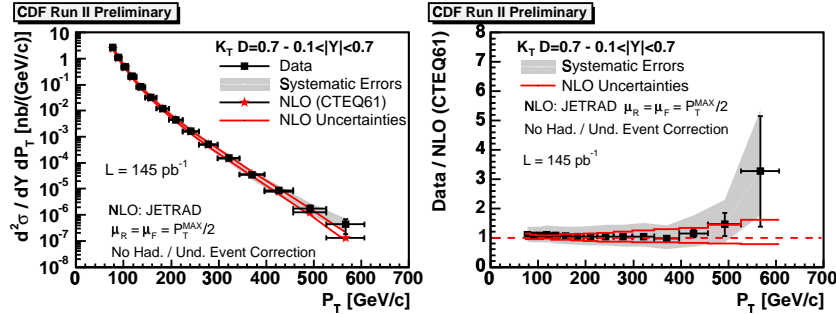 CDF Run II Preliminary
d²σ / dY dP_T [nb/(GeV/c)]
10
1
10⁻¹
10⁻²
10⁻³
10⁻⁴
10⁻⁵
10⁻⁶
10⁻⁷
10⁻⁸
K_T D=0.7 - 0.1<|Y|<0.7
Data
Systematic Errors
NLO (CTEQ61)
NLO Uncertainties
L = 145 pb⁻¹
NLO: JETRAD
μ_R = μ_F = P_T^MAX/2
No Had. / Und. Event Correction
0 100 200 300 400 500 600 700
P_T [GeV/c]
CDF Run II Preliminary
Data / NLO (CTEQ61)
8
7
6
5
4
3
2
1
0
K_T D=0.7 - 0.1<|Y|<0.7
Data
Systematic Errors
NLO Uncertainties
NLO: JETRAD μ_R = μ_F = P_T^MAX/2
No Had. / Und. Event Correction
L = 145 pb⁻¹
0 100 200 300 400 500 600 700
P_T [GeV/c]